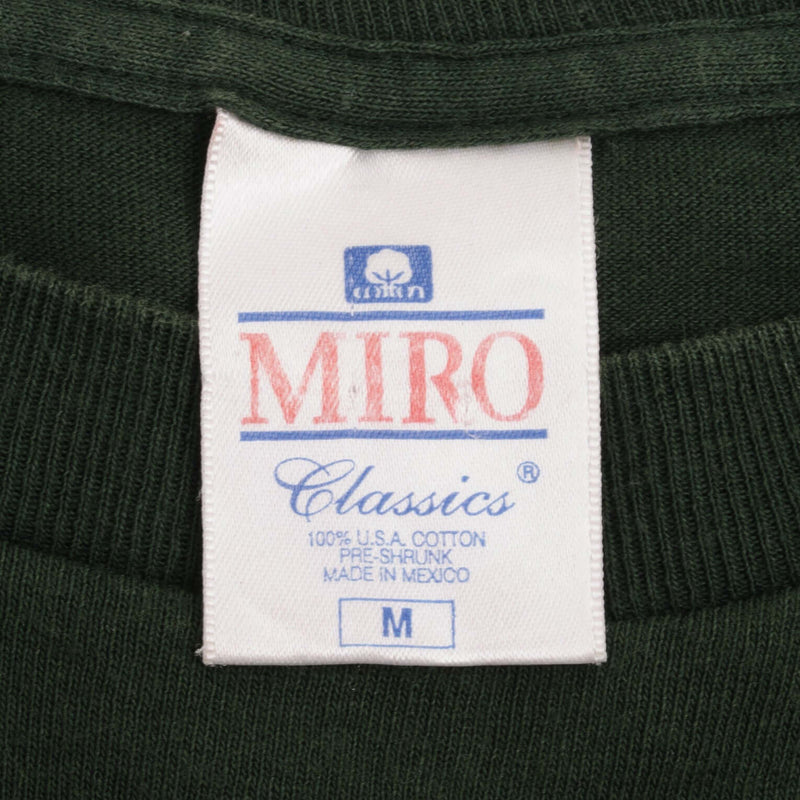 cotton
MIRO
Classics®
100% U.S.A. COTTON
PRE-SHRUNK
MADE IN MEXICO
M